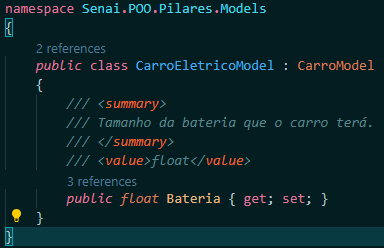 namespace Senai.POO.Pilares.Models
{
2 references
public class CarroEletricoModel : CarroModel
{
/// <summary>
/// Tamanho da bateria que o carro terá.
/// </summary>
/// <value>float</value>
3 references
public float Bateria { get; set; }
}
}